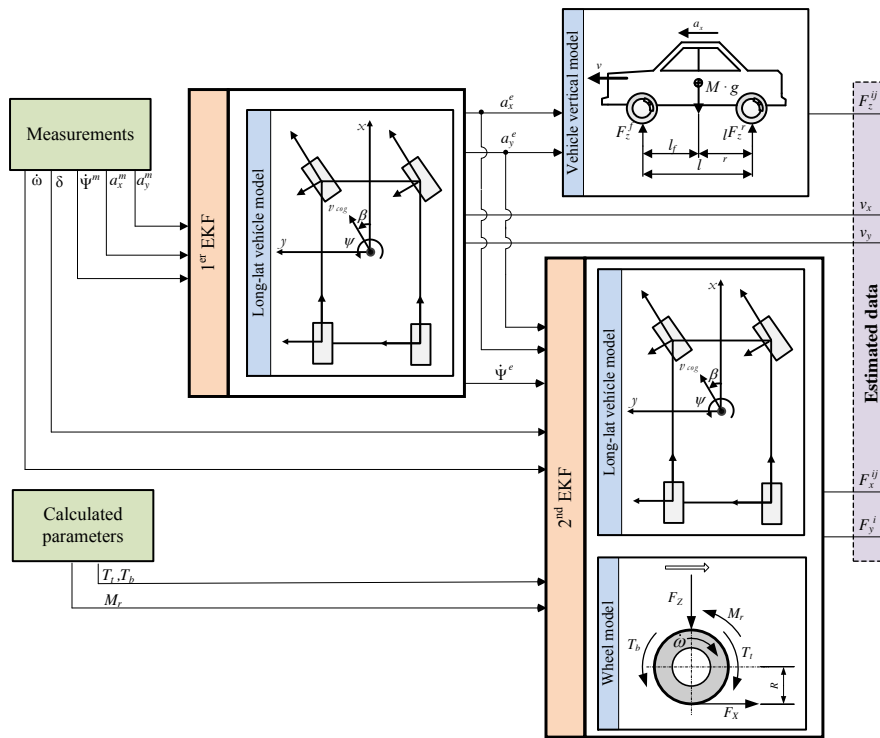 Measurements
ω̇ δ Ψ̇^m a_x^m a_y^m
1^er EKF
Long-lat vehicle model
x
v_cog β
y ψ
a_x^e
a_y^e
Ψ̇^e
Vehicle vertical model
a_x
v
M · g
F_z^f l F_z^r
l_f r
l
F_z^ij
v_x
v_y
Estimated data
F_x^ij
F_y^i
Calculated
parameters
T_t ,T_b
M_r
2^nd EKF
Long-lat vehicle model
x
v_cog β
y ψ
Wheel model
F_Z
M_r
T_b ω̇ T_t
R
F_X